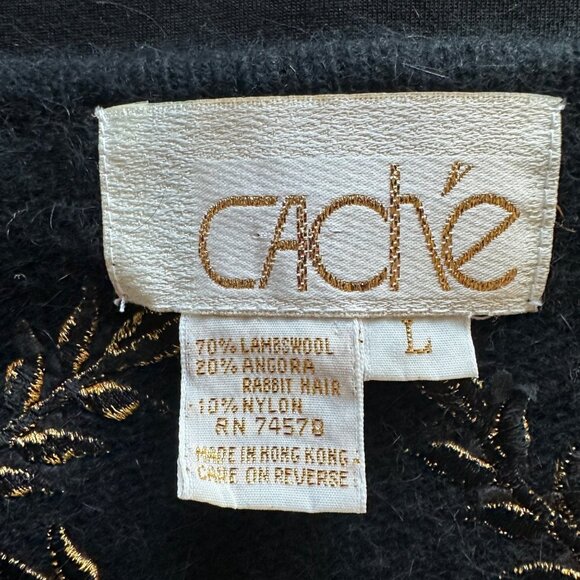 CAché
L
70% LAMBSWOOL
20% ANGORA
RABBIT HAIR
10% NYLON
RN 74578
MADE IN HONG KONG
CARE ON REVERSE